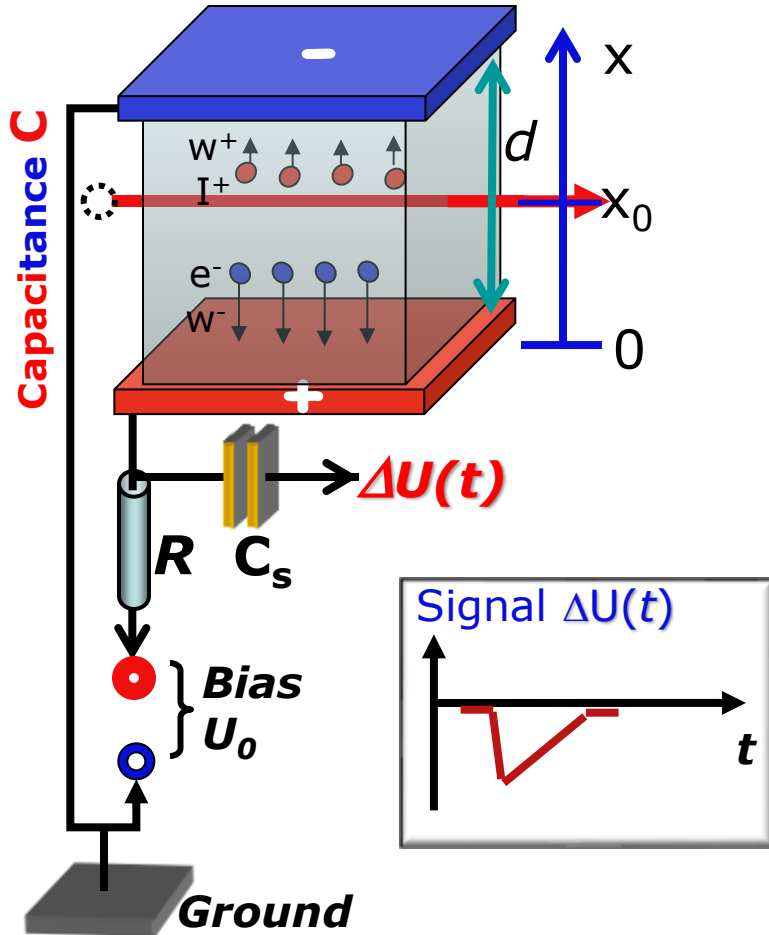 -
x
w⁺
d
I⁺
x₀
Capacitance C
e⁻
w⁻
0
+
ΔU(t)
R
Cₛ
Signal ΔU(t)
Bias
U₀
t
Ground